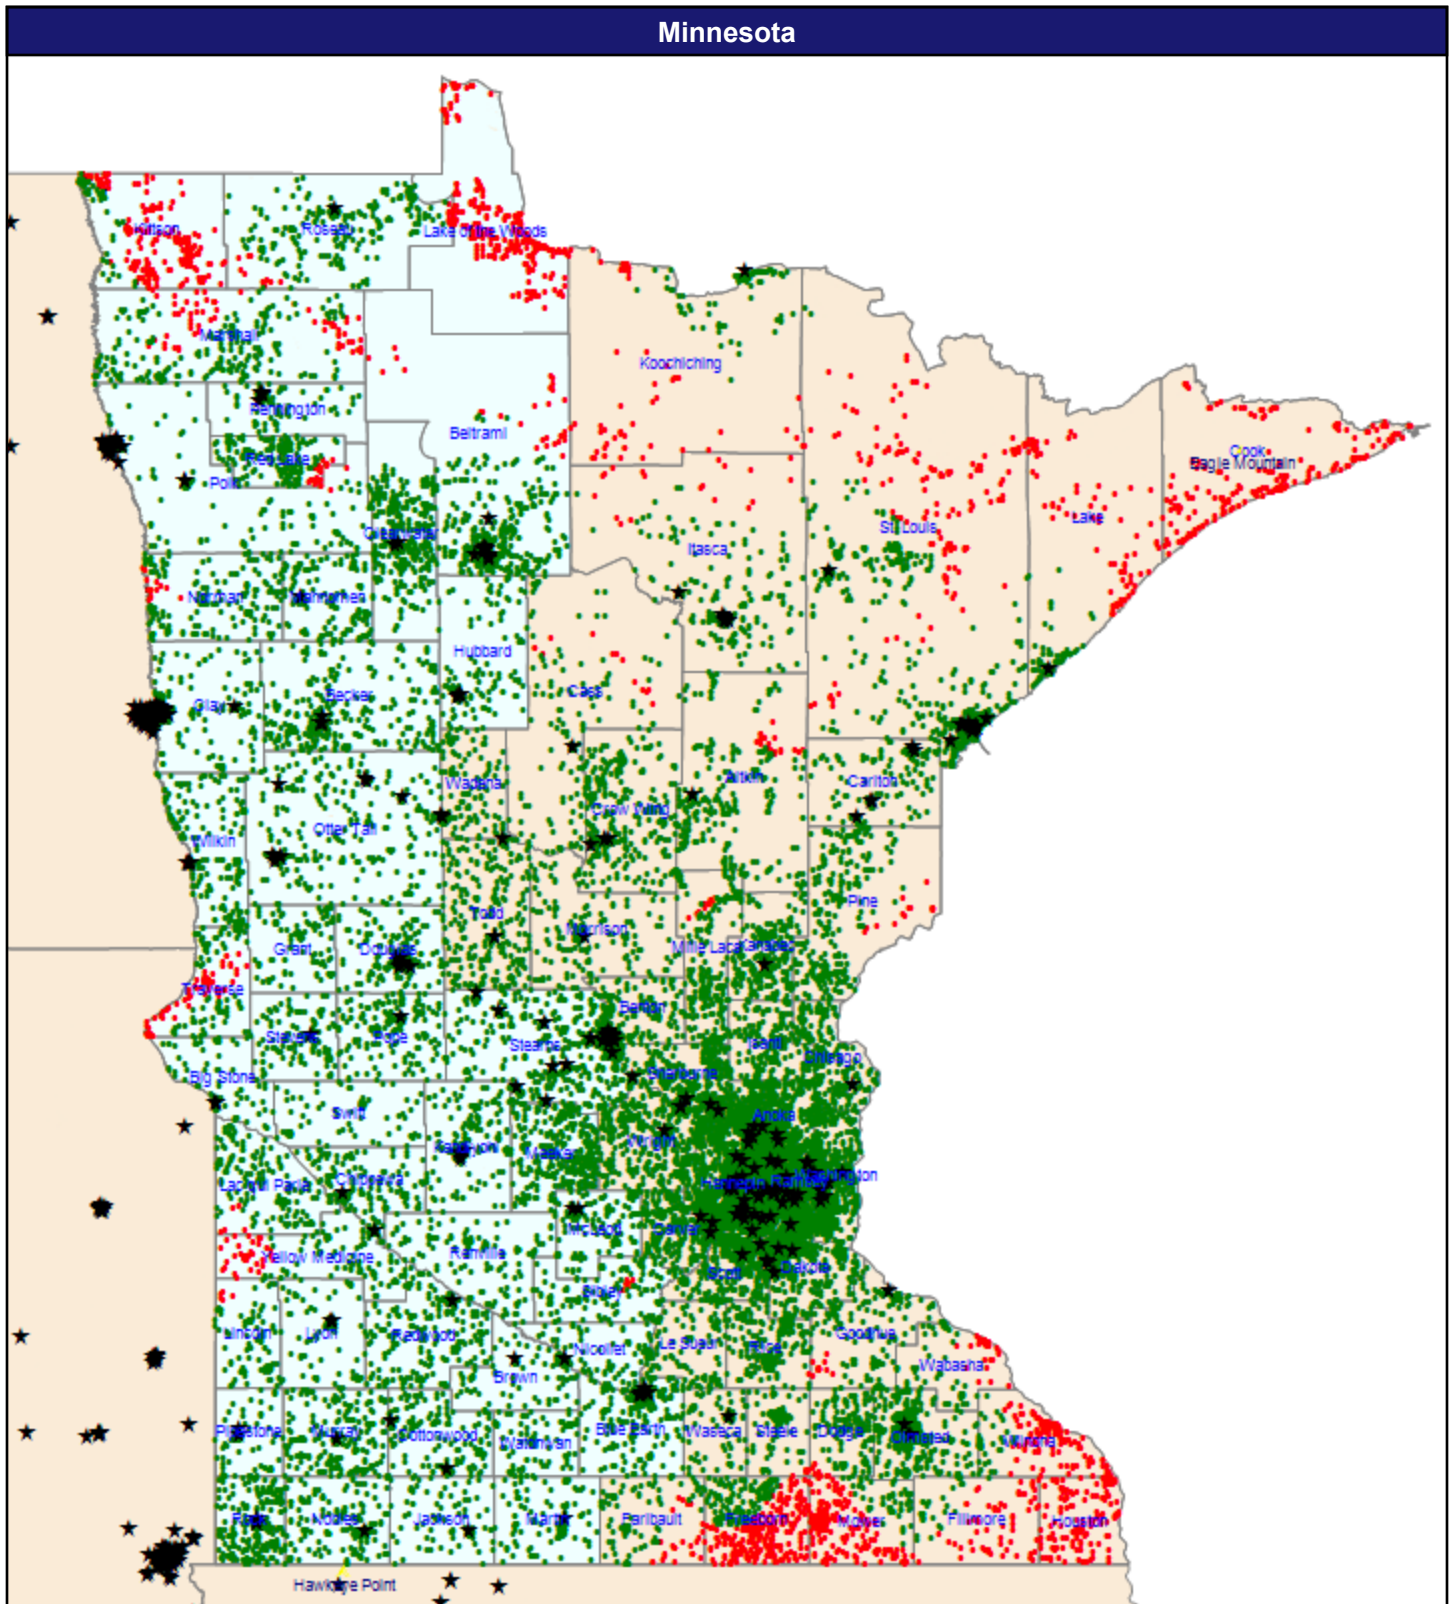 Minnesota
Kittson
Roseau
Lake of the Woods
Marshall
Koochiching
Pennington
Beltrami
Cook
Red Lake
Eagle Mountain
Polk
Lake
St. Louis
Clearwater
Itasca
Norman
Mahnomen
Hubbard
Cass
Becker
Clay
Wadena
Aitkin
Carlton
Crow Wing
Otter Tail
Wilkin
Pine
Todd
Morrison
Grant
Douglas
Mille Lacs
Kanabec
Traverse
Benton
Stevens
Pope
Stearns
Isanti
Chisago
Big Stone
Sherburne
Swift
Anoka
Wright
Kandiyohi
Meeker
Lac qui Parle
Chippewa
Hennepin
Ramsey
Washington
McLeod
Carver
Yellow Medicine
Renville
Scott
Dakota
Sibley
Lincoln
Lyon
Redwood
Nicollet
Le Sueur
Rice
Goodhue
Wabasha
Brown
Pipestone
Murray
Cottonwood
Watonwan
Blue Earth
Waseca
Steele
Dodge
Olmsted
Winona
Rock
Nobles
Jackson
Martin
Faribault
Freeborn
Mower
Fillmore
Houston
Hawkeye Point